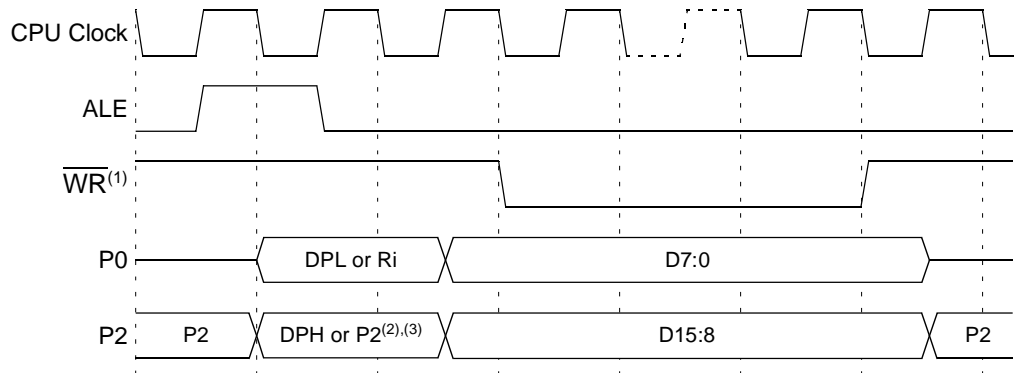 CPU Clock
ALE
WR(1)
P0
DPL or Ri
D7:0
P2
P2
DPH or P2(2),(3)
D15:8
P2